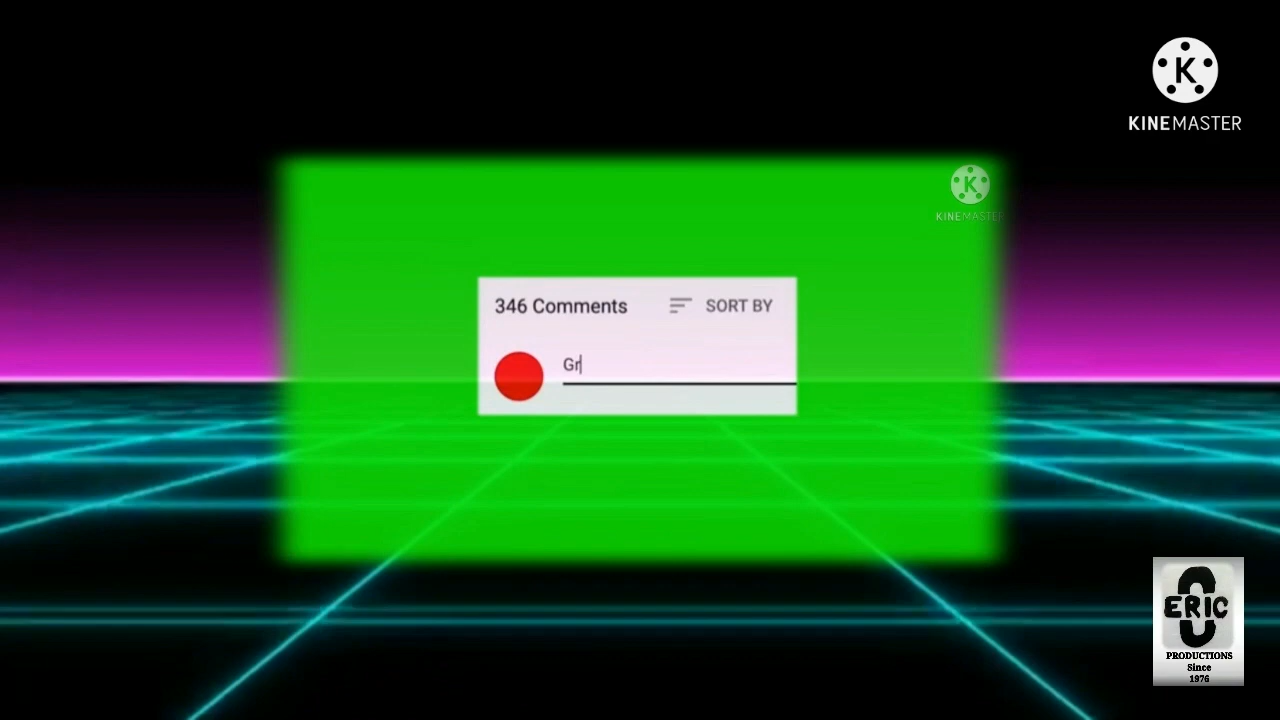 KINEMASTER
KINEMASTER
346 Comments SORT BY
Gr
ERIC
PRODUCTIONS
Since
1976